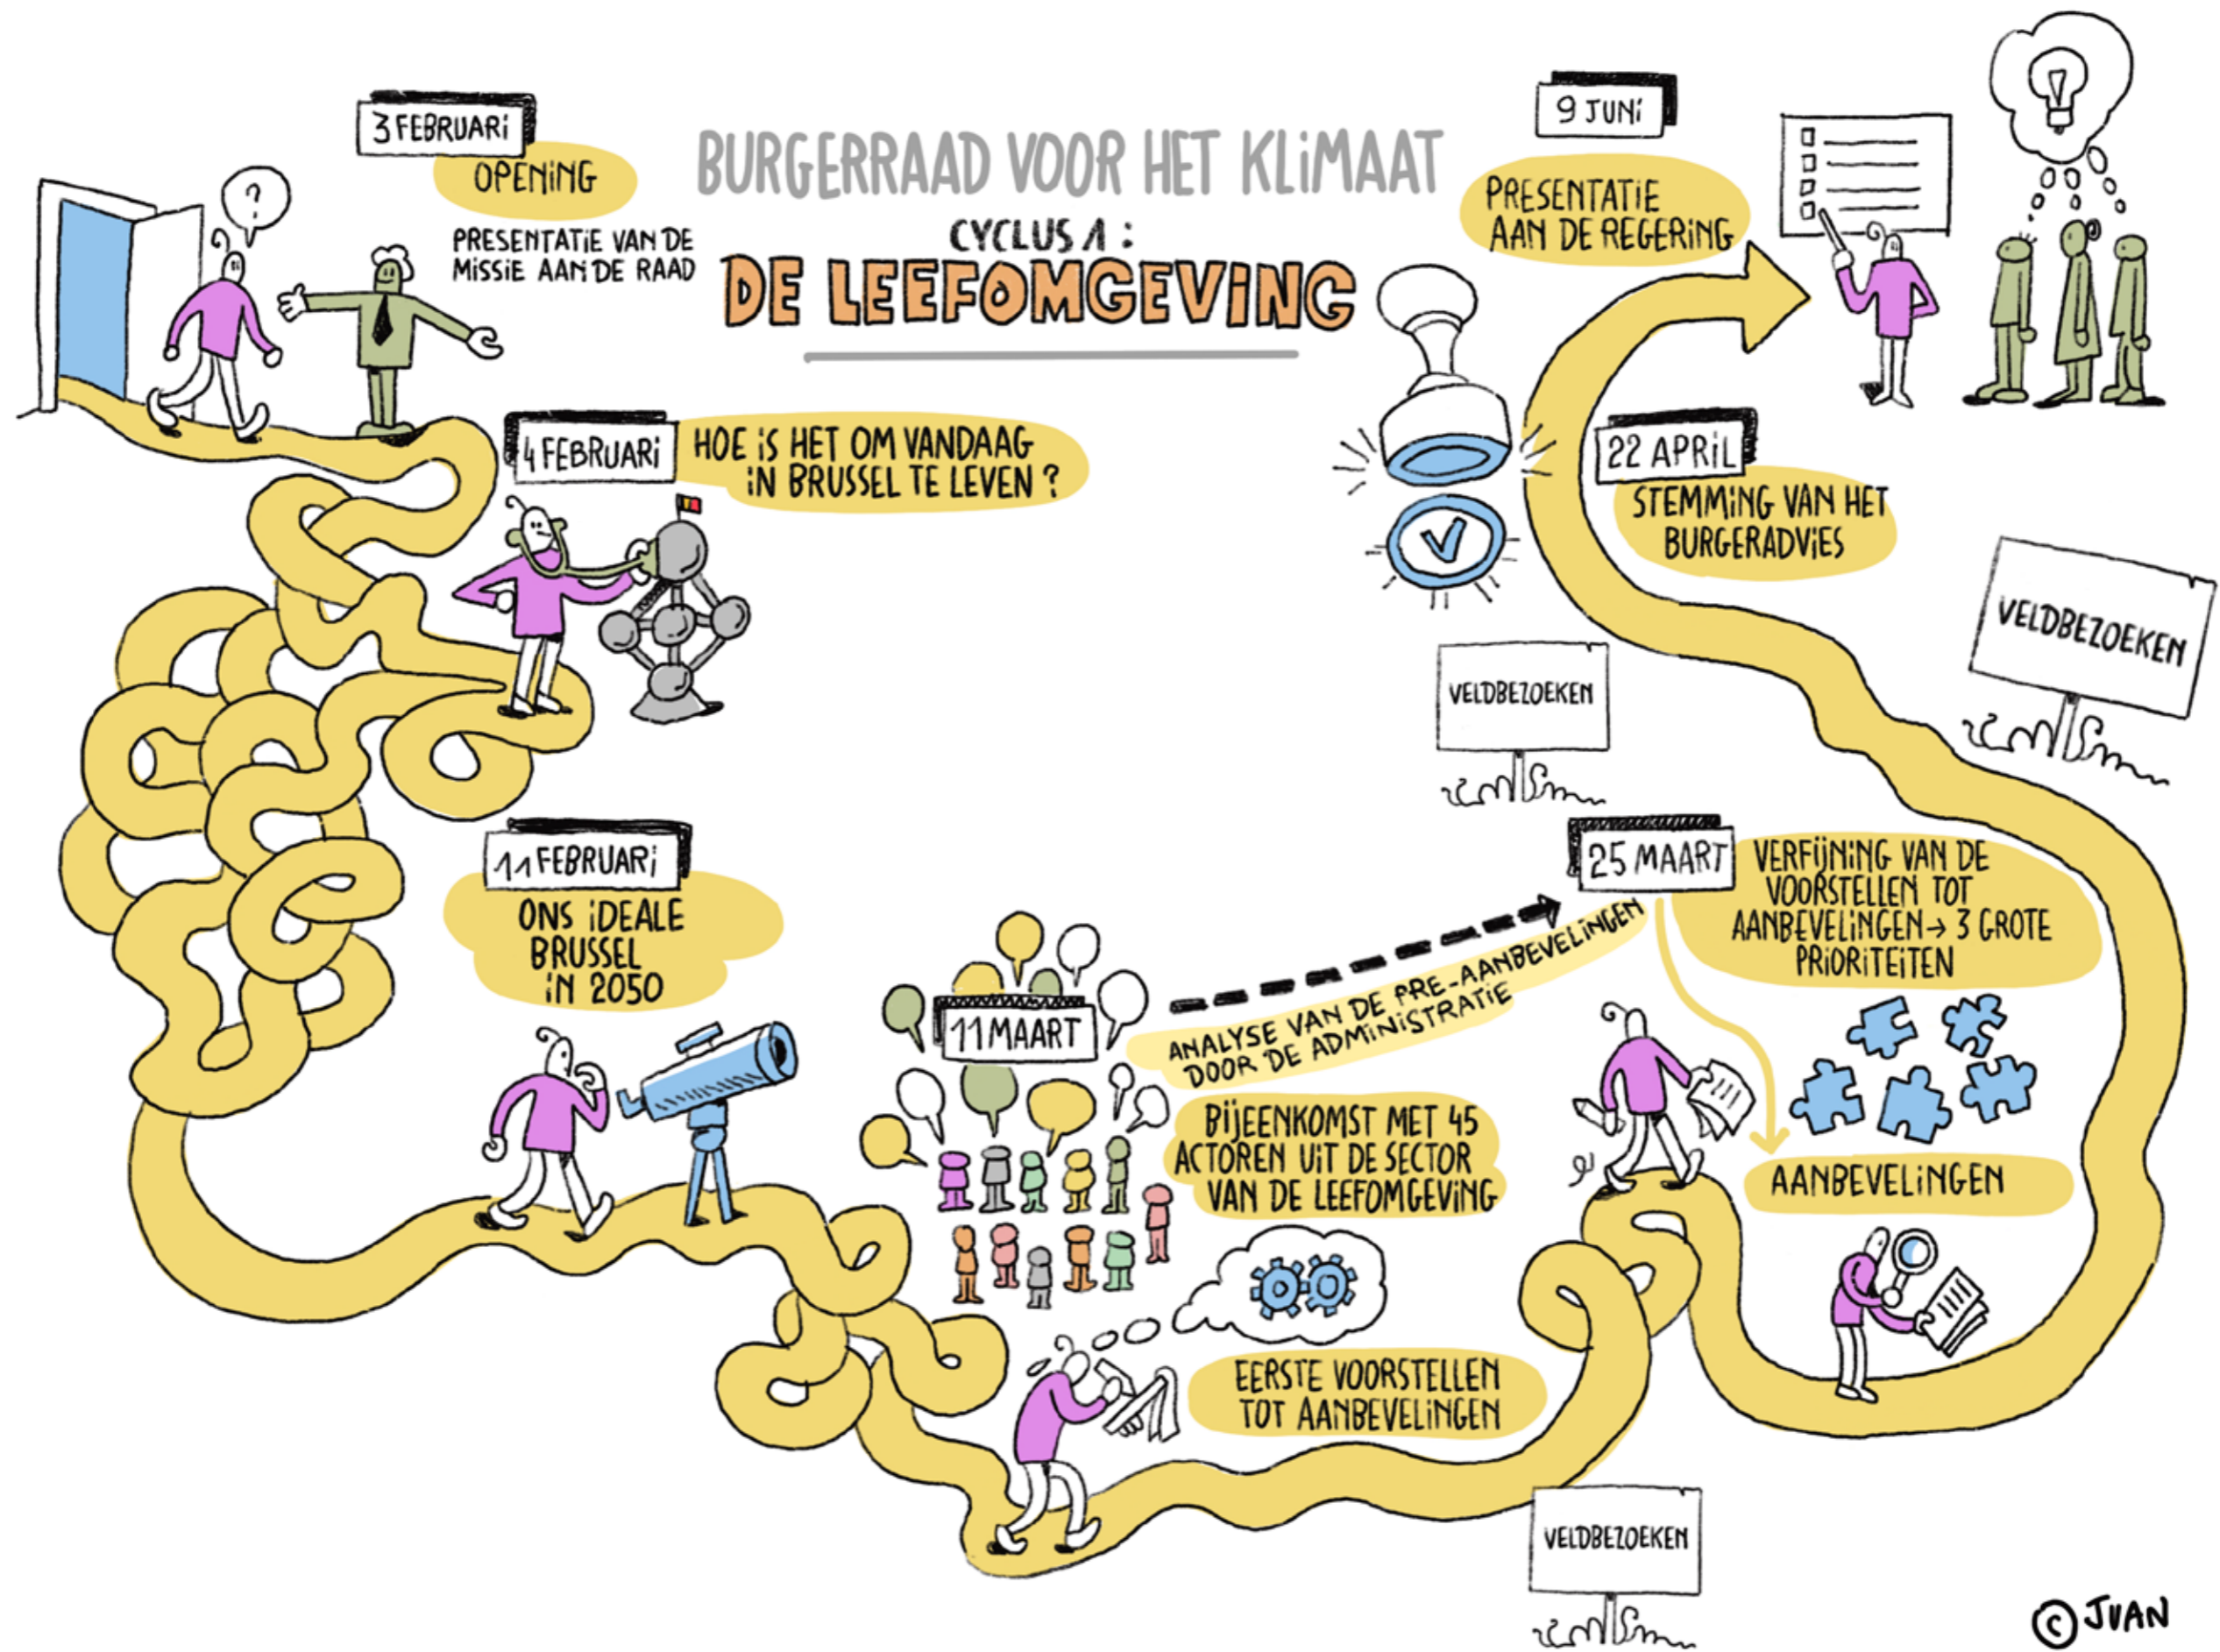 BURGERRAAD VOOR HET KLiMAAT
CYCLUS 1 :
DE LEEFOMGEViNG
3 FEBRUARi
OPENiNG
PRESENTATiE VAN DE
MiSSiE AAN DE RAAD
?
4 FEBRUARi
HOE iS HET OM VANDAAG
iN BRUSSEL TE LEVEN ?
11 FEBRUARi
ONS iDEALE
BRUSSEL
iN 2050
11 MAART
BiJEENKOMST MET 45
ACTOREN UiT DE SECTOR
VAN DE LEEFOMGEViNG
EERSTE VOORSTELLEN
TOT AANBEVELiNGEN
ANALYSE VAN DE PRE-AANBEVELiNGEN
DOOR DE ADMiNiSTRATiE
VELDBEZOEKEN
25 MAART
VERFiJNiNG VAN DE
VOORSTELLEN TOT
AANBEVELiNGEN → 3 GROTE
PRiORiTEiTEN
AANBEVELiNGEN
VELDBEZOEKEN
VELDBEZOEKEN
22 APRiL
STEMMiNG VAN HET
BURGERADViES
9 JUNi
PRESENTATiE
AAN DE REGERiNG
© JUAN